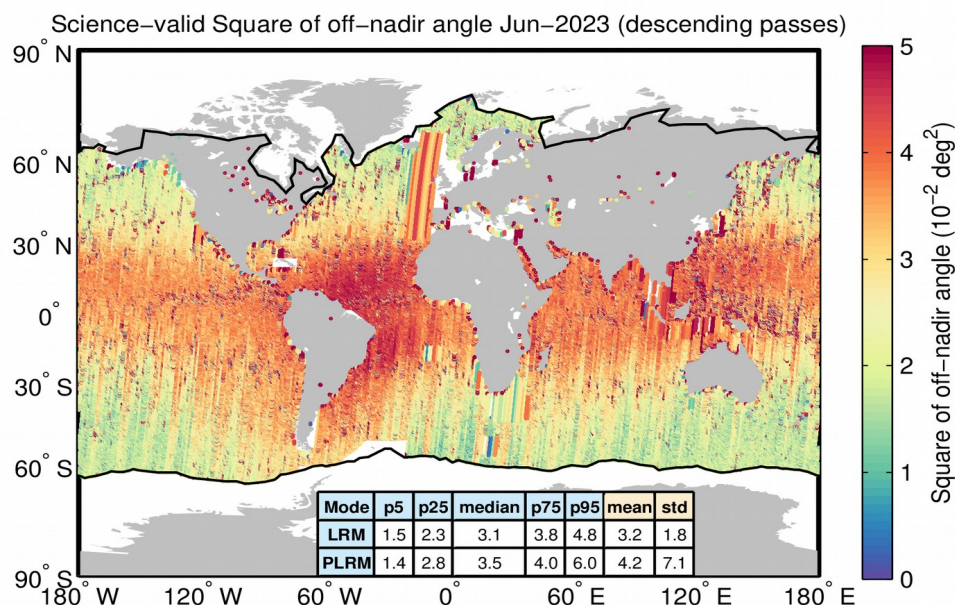 Science-valid Square of off-nadir angle Jun-2023 (descending passes)
90° N
60° N
30° N
0°
30° S
60° S
90° S
180° W 120° W 60° W 0° 60° E 120° E 180° E
Mode p5 p25 median p75 p95 mean std
LRM 1.5 2.3 3.1 3.8 4.8 3.2 1.8
PLRM 1.4 2.8 3.5 4.0 6.0 4.2 7.1
5
4
3
2
1
0
Square of off-nadir angle (10⁻² deg²)